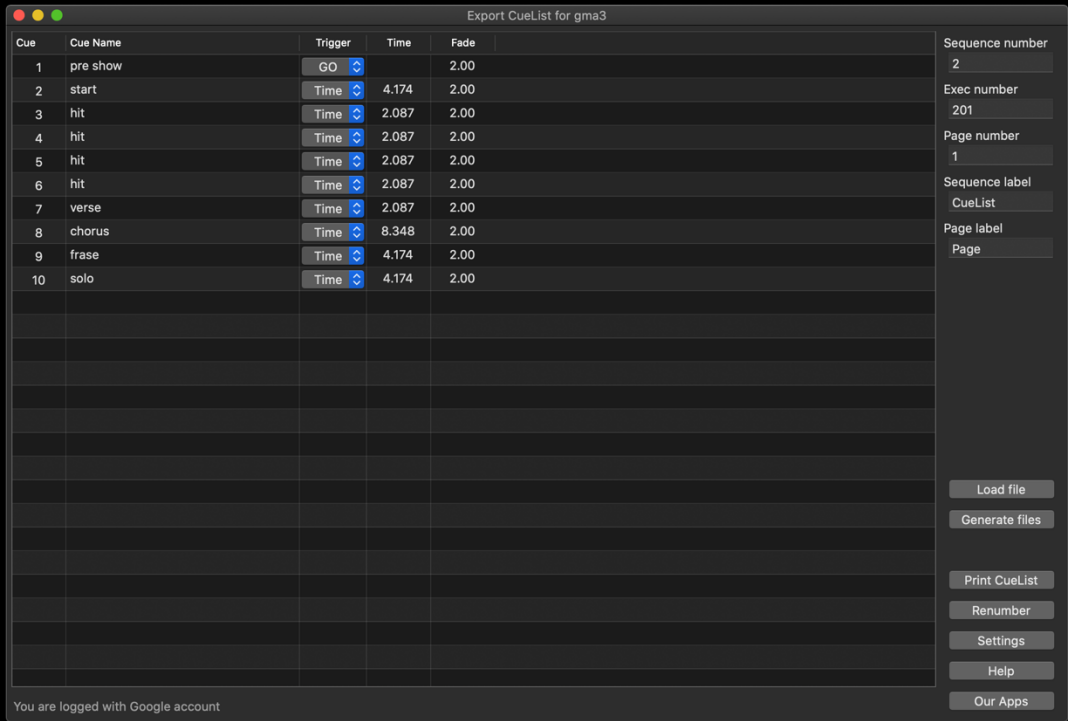 Export CueList for gma3
Cue Cue Name Trigger Time Fade
1 pre show GO 2.00
2 start Time 4.174 2.00
3 hit Time 2.087 2.00
4 hit Time 2.087 2.00
5 hit Time 2.087 2.00
6 hit Time 2.087 2.00
7 verse Time 2.087 2.00
8 chorus Time 8.348 2.00
9 frase Time 4.174 2.00
10 solo Time 4.174 2.00
Sequence number
2
Exec number
201
Page number
1
Sequence label
CueList
Page label
Page
Load file
Generate files
Print CueList
Renumber
Settings
Help
Our Apps
You are logged with Google account